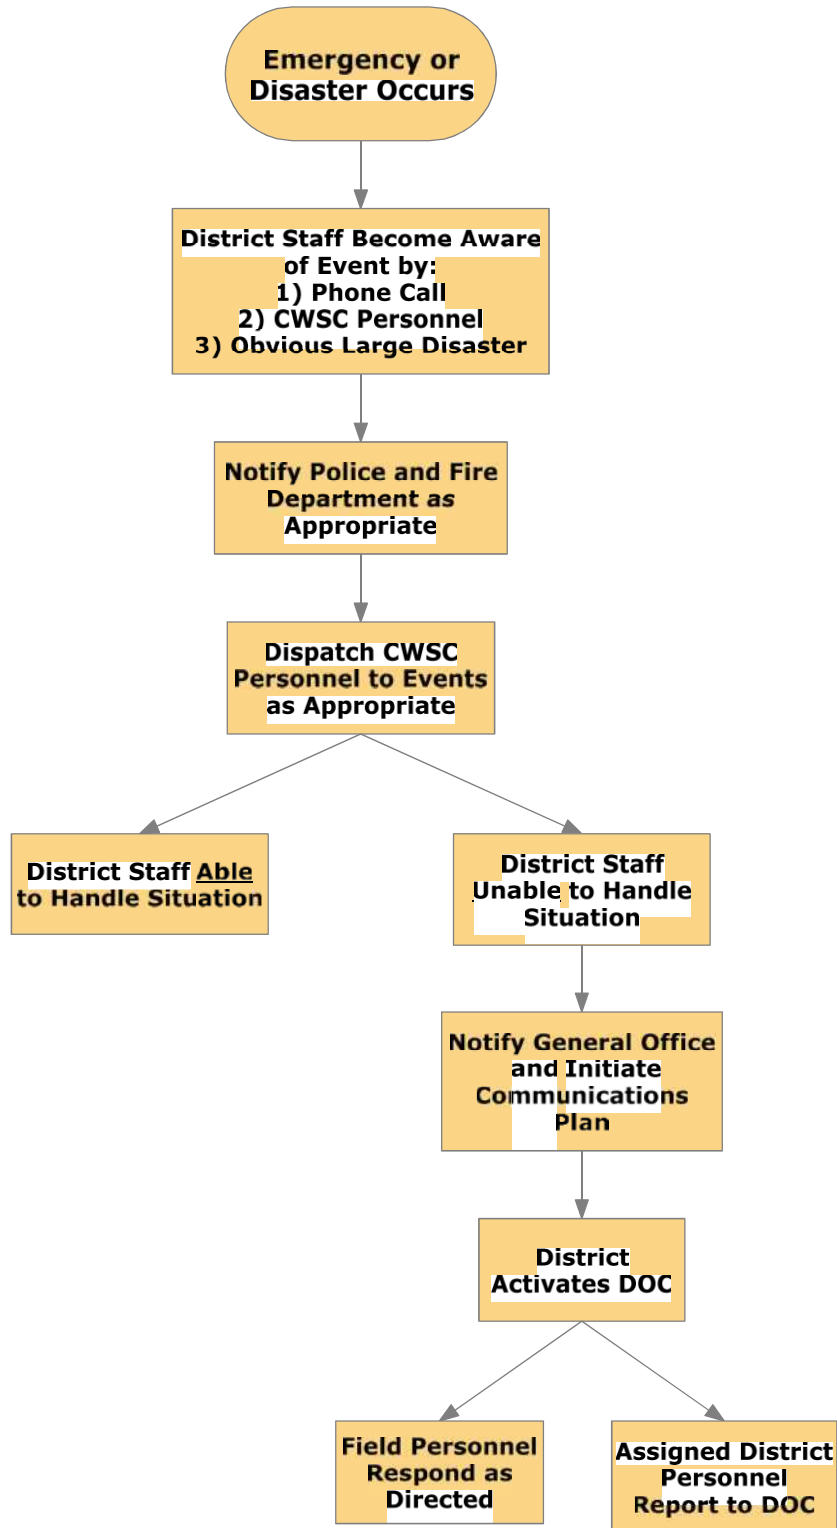 Emergency or
Disaster Occurs
District Staff Become Aware
of Event by:
1) Phone Call
2) CWSC Personnel
3) Obvious Large Disaster
Notify Police and Fire
Department as
Appropriate
Dispatch CWSC
Personnel to Events
as Appropriate
District Staff Able
to Handle Situation
District Staff
Unable to Handle
Situation
Notify General Office
and Initiate
Communications
Plan
District
Activates DOC
Field Personnel
Respond as
Directed
Assigned District
Personnel
Report to DOC